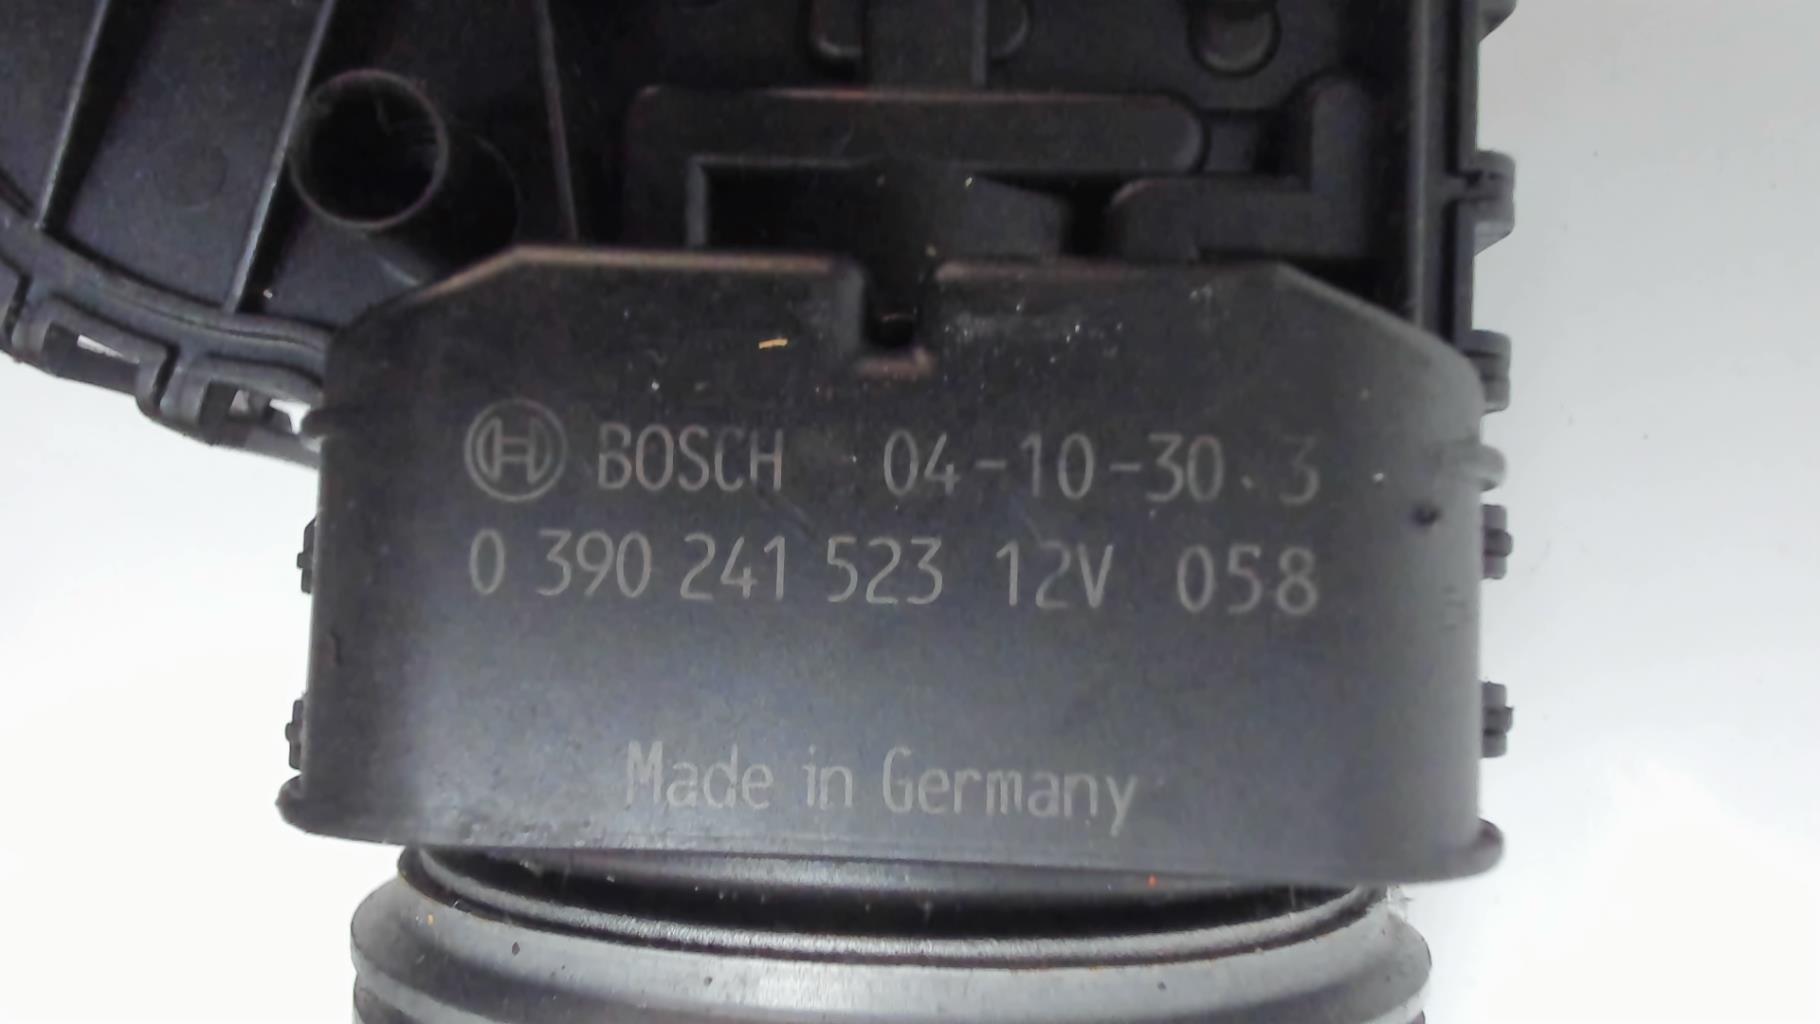 BOSCH 04-10-30.3
0 390 241 523 12V 058
Made in Germany